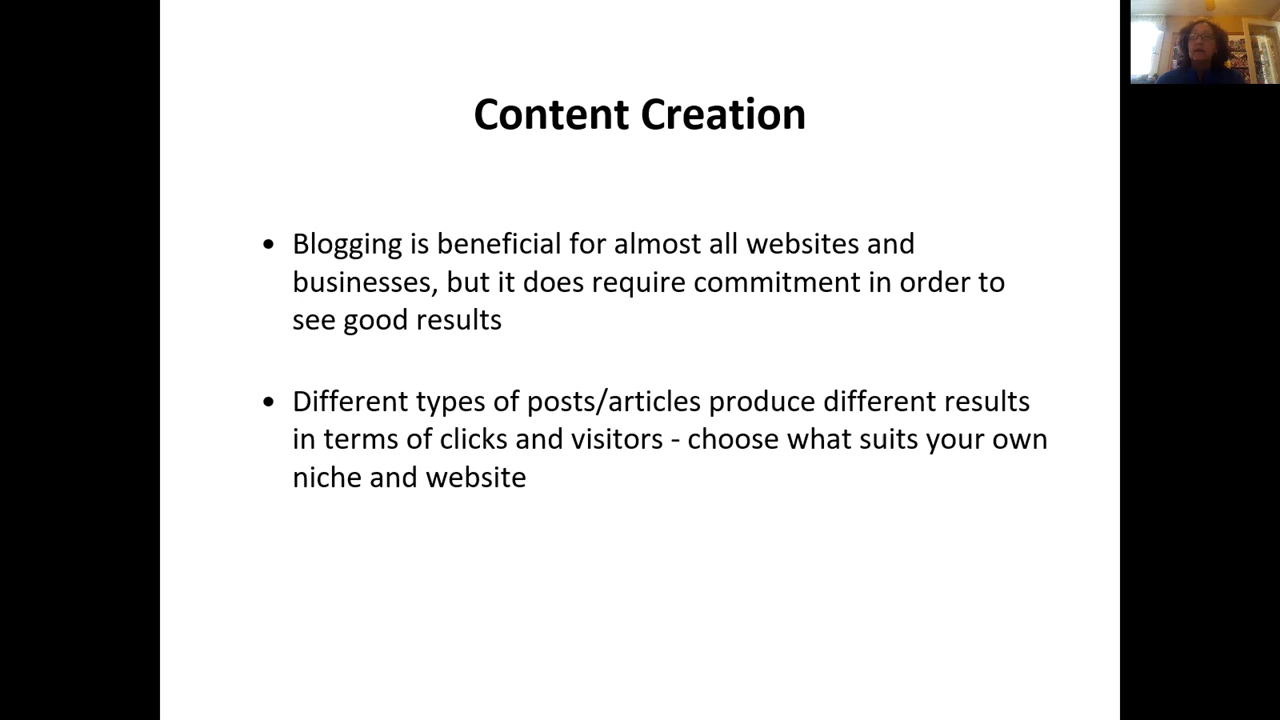 Content Creation
• Blogging is beneficial for almost all websites and
businesses, but it does require commitment in order to
see good results
• Different types of posts/articles produce different results
in terms of clicks and visitors - choose what suits your own
niche and website